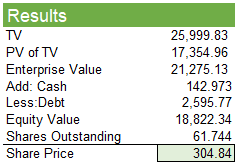 Results
TV 25,999.83
PV of TV 17,354.96
Enterprise Value 21,275.13
Add: Cash 142.973
Less:Debt 2,595.77
Equity Value 18,822.34
Shares Outstanding 61.744
Share Price 304.84